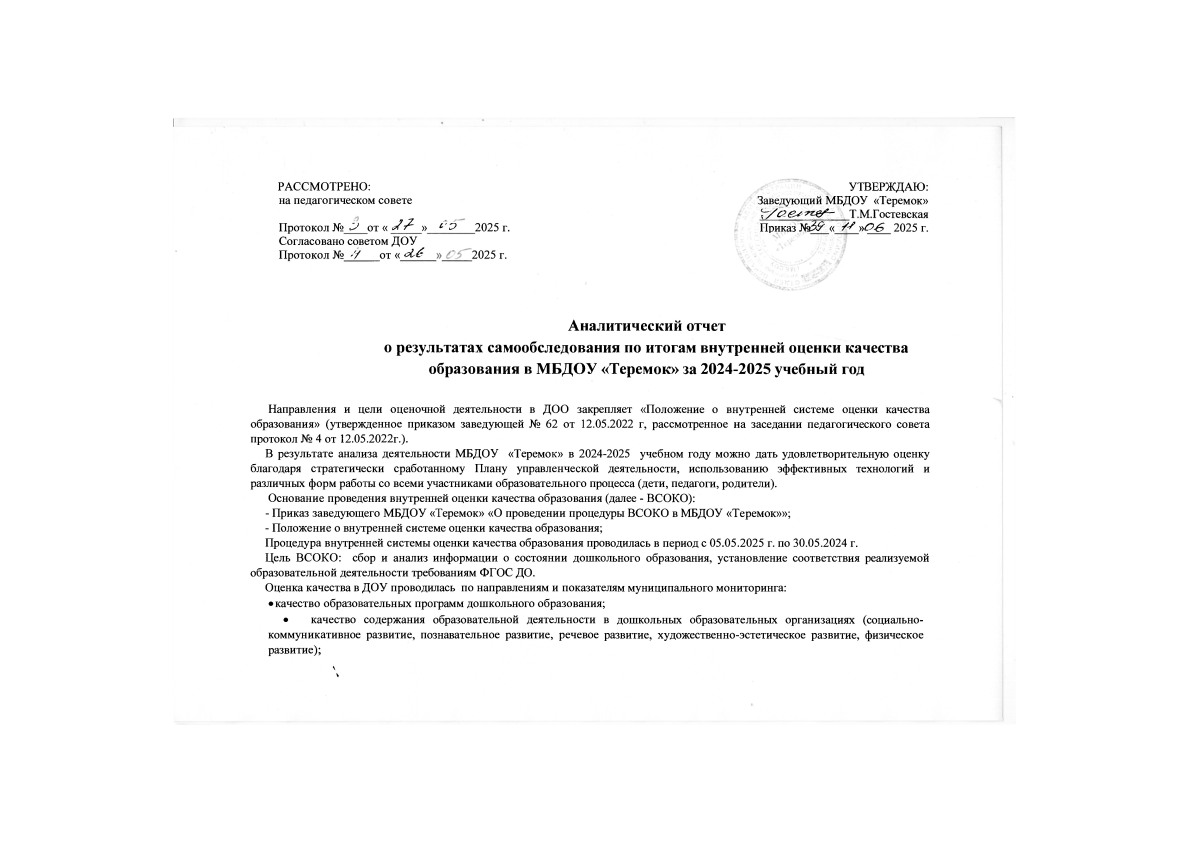 РАССМОТРЕНО:
на педагогическом совете
Протокол № 3 от « 27 » 05 2025 г.
Согласовано советом ДОУ
Протокол № 4 от « 26 » 05 2025 г.
УТВЕРЖДАЮ:
Заведующий МБДОУ «Теремок»
Т.М.Гостевская
Приказ №39 « 11 »06 2025 г.
Аналитический отчет
о результатах самообследования по итогам внутренней оценки качества
образования в МБДОУ «Теремок» за 2024-2025 учебный год
Направления и цели оценочной деятельности в ДОО закрепляет «Положение о внутренней системе оценки качества
образования» (утвержденное приказом заведующей № 62 от 12.05.2022 г, рассмотренное на заседании педагогического совета
протокол № 4 от 12.05.2022г.).
В результате анализа деятельности МБДОУ «Теремок» в 2024-2025 учебном году можно дать удовлетворительную оценку
благодаря стратегически сработанному Плану управленческой деятельности, использованию эффективных технологий и
различных форм работы со всеми участниками образовательного процесса (дети, педагоги, родители).
Основание проведения внутренней оценки качества образования (далее - ВСОКО):
- Приказ заведующего МБДОУ «Теремок» «О проведении процедуры ВСОКО в МБДОУ «Теремок»»;
- Положение о внутренней системе оценки качества образования;
Процедура внутренней системы оценки качества образования проводилась в период с 05.05.2025 г. по 30.05.2024 г.
Цель ВСОКО: сбор и анализ информации о состоянии дошкольного образования, установление соответствия реализуемой
образовательной деятельности требованиям ФГОС ДО.
Оценка качества в ДОУ проводилась по направлениям и показателям муниципального мониторинга:
•качество образовательных программ дошкольного образования;
• качество содержания образовательной деятельности в дошкольных образовательных организациях (социально-
коммуникативное развитие, познавательное развитие, речевое развитие, художественно-эстетическое развитие, физическое
развитие);